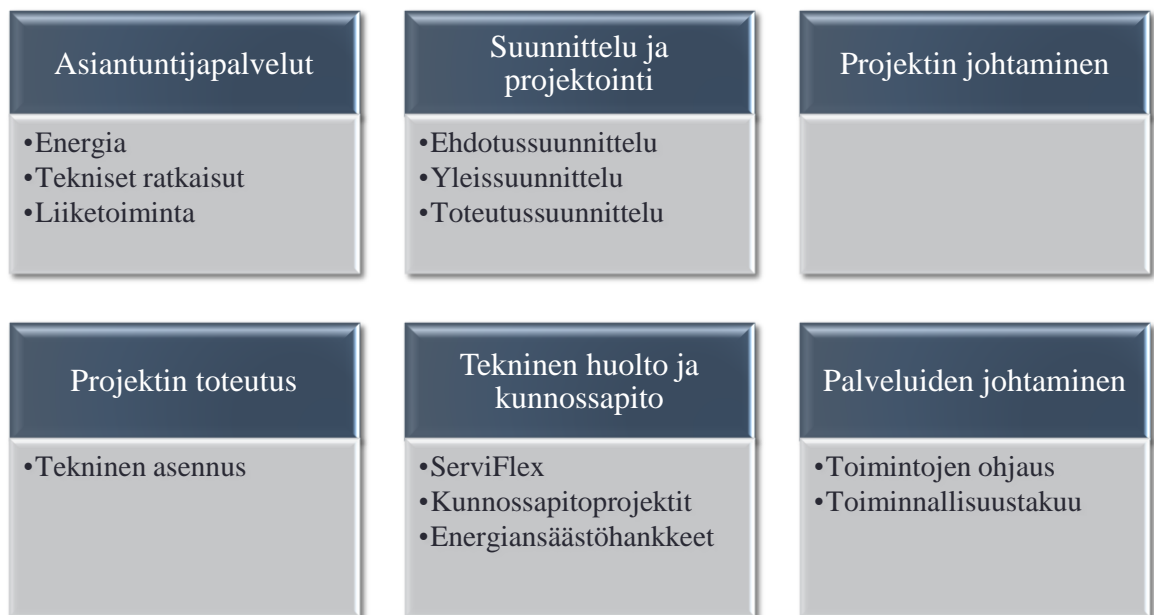 Asiantuntijapalvelut
•Energia
•Tekniset ratkaisut
•Liiketoiminta
Suunnittelu ja
projektointi
•Ehdotussuunnittelu
•Yleissuunnittelu
•Toteutussuunnittelu
Projektin johtaminen
Projektin toteutus
•Tekninen asennus
Tekninen huolto ja
kunnossapito
•ServiFlex
•Kunnossapitoprojektit
•Energiansäästöhankkeet
Palveluiden johtaminen
•Toimintojen ohjaus
•Toiminnallisuustakuu